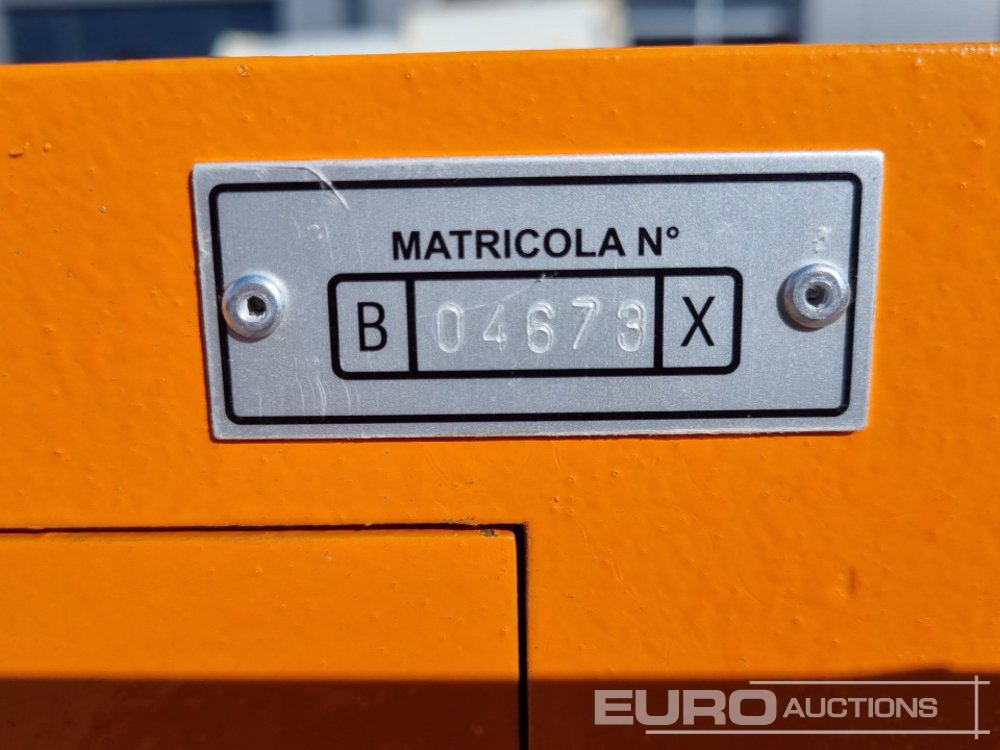 MATRICOLA N°
B 04673 X
EURO AUCTIONS